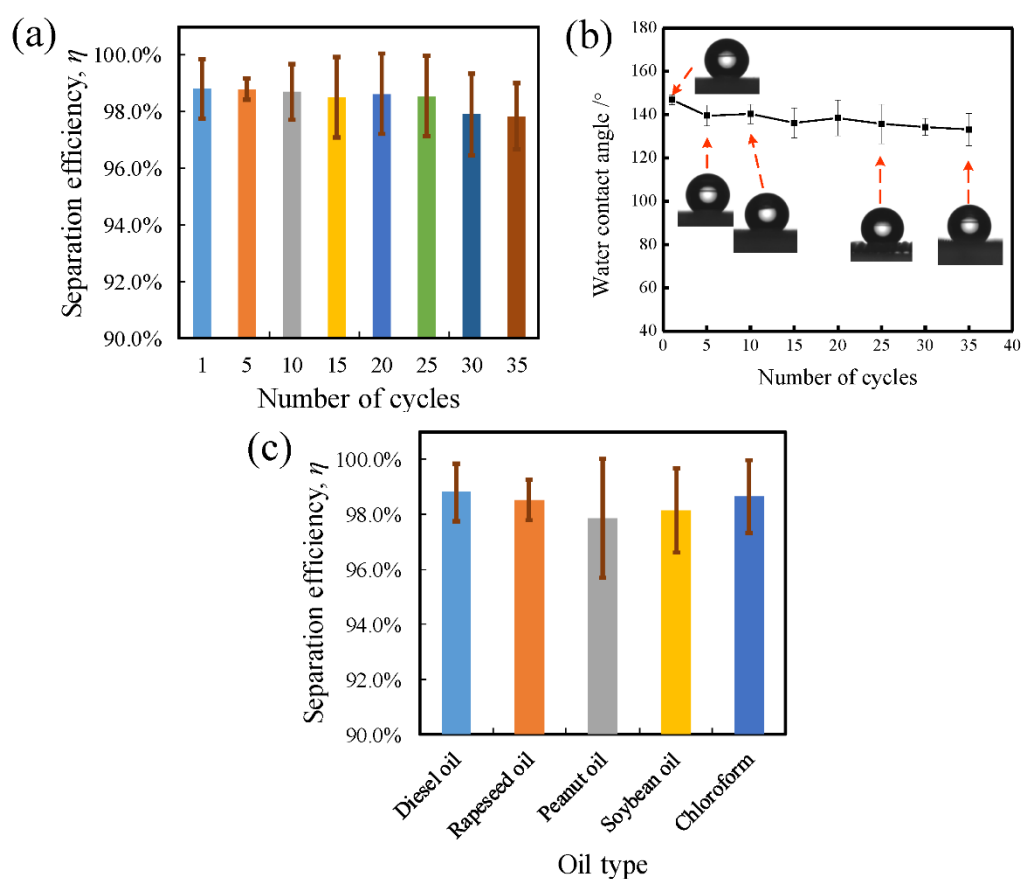 (a)
Separation efficiency, η
100.0%
98.0%
96.0%
94.0%
92.0%
90.0%
1 5 10 15 20 25 30 35
Number of cycles
(b)
Water contact angle /°
180
160
140
120
100
80
60
40
0 5 10 15 20 25 30 35 40
Number of cycles
(c)
Separation efficiency, η
100.0%
98.0%
96.0%
94.0%
92.0%
90.0%
Diesel oil
Rapeseed oil
Peanut oil
Soybean oil
Chloroform
Oil type